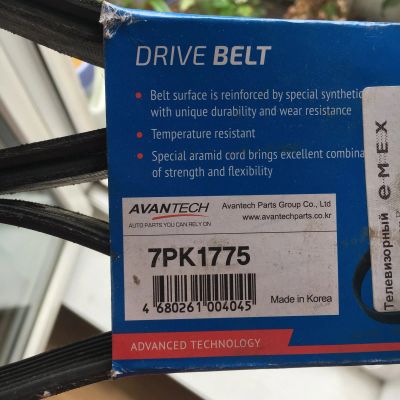 DRIVE BELT
• Belt surface is reinforced by special synthetic
with unique durability and wear resistance
• Temperature resistant
• Special aramid cord brings excellent combina
of strength and flexibility
AVANTECH
AUTO PARTS YOU CAN RELY ON
Avantech Parts Group Co., Ltd
www.avantechparts.co.kr
7PK1775
4 680261 004045
Made in Korea
ADVANCED TECHNOLOGY
Телевизорный
emex